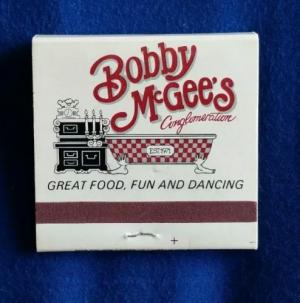 Bobby
McGee's
Conglomeration
EST. 1971
GREAT FOOD, FUN AND DANCING